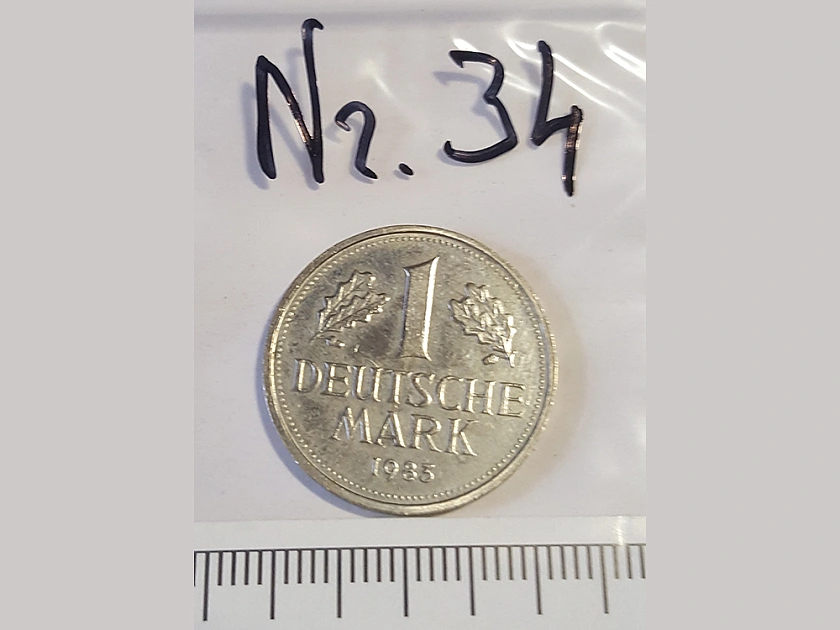 Nr. 34
1
DEUTSCHE
MARK
1985